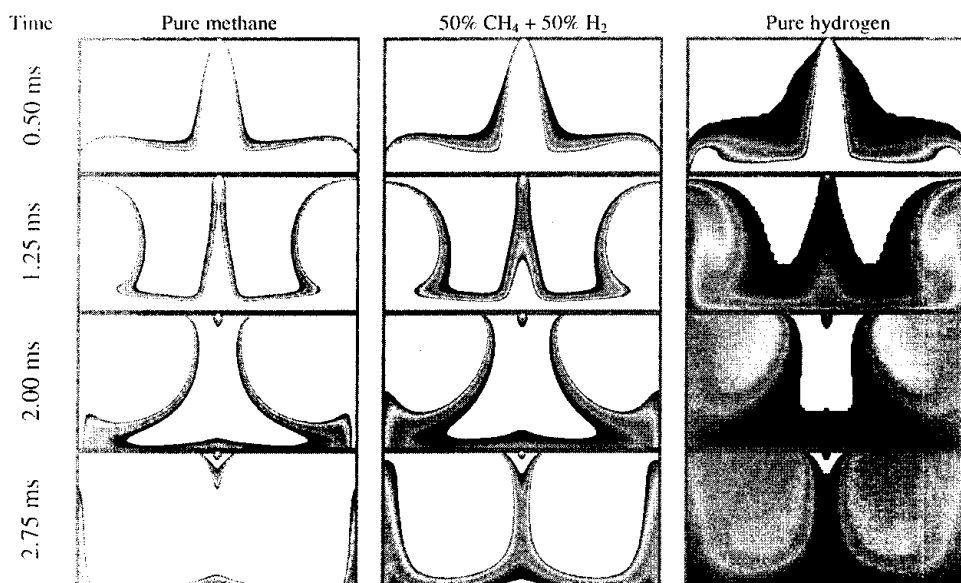 Time Pure methane 50% CH₄ + 50% H₂ Pure hydrogen
0.50 ms
1.25 ms
2.00 ms
2.75 ms